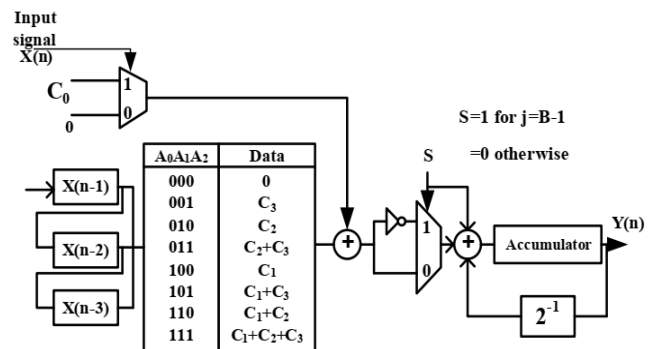 Input
signal
X(n)
C₀
1
0
0
S=1 for j=B-1
=0 otherwise
S
A₀A₁A₂ Data
000 0
001 C₃
010 C₂
011 C₂+C₃
100 C₁
101 C₁+C₃
110 C₁+C₂
111 C₁+C₂+C₃
X(n-1)
X(n-2)
X(n-3)
+
1
0
+
Accumulator
Y(n)
2⁻¹